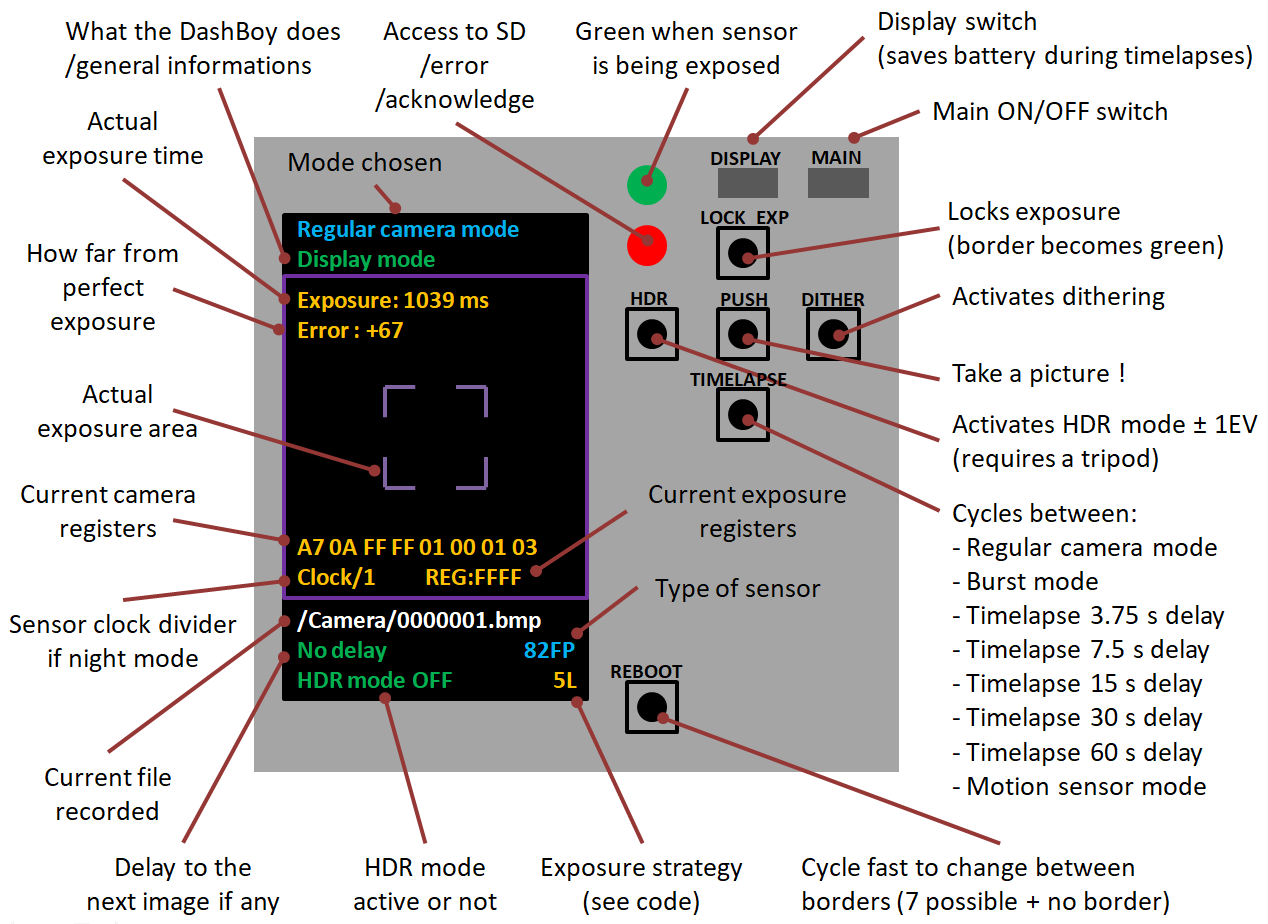 What the DashBoy does
/general informations
Access to SD
/error
/acknowledge
Green when sensor
is being exposed
Display switch
(saves battery during timelapses)
Main ON/OFF switch
Actual
exposure time
Mode chosen
DISPLAY
MAIN
How far from
perfect
exposure
Regular camera mode
Display mode
Exposure: 1039 ms
Error : +67
LOCK EXP
Locks exposure
(border becomes green)
HDR
PUSH
DITHER
Activates dithering
TIMELAPSE
Take a picture !
Actual
exposure area
Activates HDR mode ± 1EV
(requires a tripod)
Current camera
registers
Current exposure
registers
A7 0A FF FF 01 00 01 03
Clock/1
REG:FFFF
Cycles between:
- Regular camera mode
- Burst mode
- Timelapse 3.75 s delay
- Timelapse 7.5 s delay
- Timelapse 15 s delay
- Timelapse 30 s delay
- Timelapse 60 s delay
- Motion sensor mode
Sensor clock divider
if night mode
Type of sensor
/Camera/0000001.bmp
No delay
82FP
HDR mode OFF
5L
REBOOT
Current file
recorded
Delay to the
next image if any
HDR mode
active or not
Exposure strategy
(see code)
Cycle fast to change between
borders (7 possible + no border)